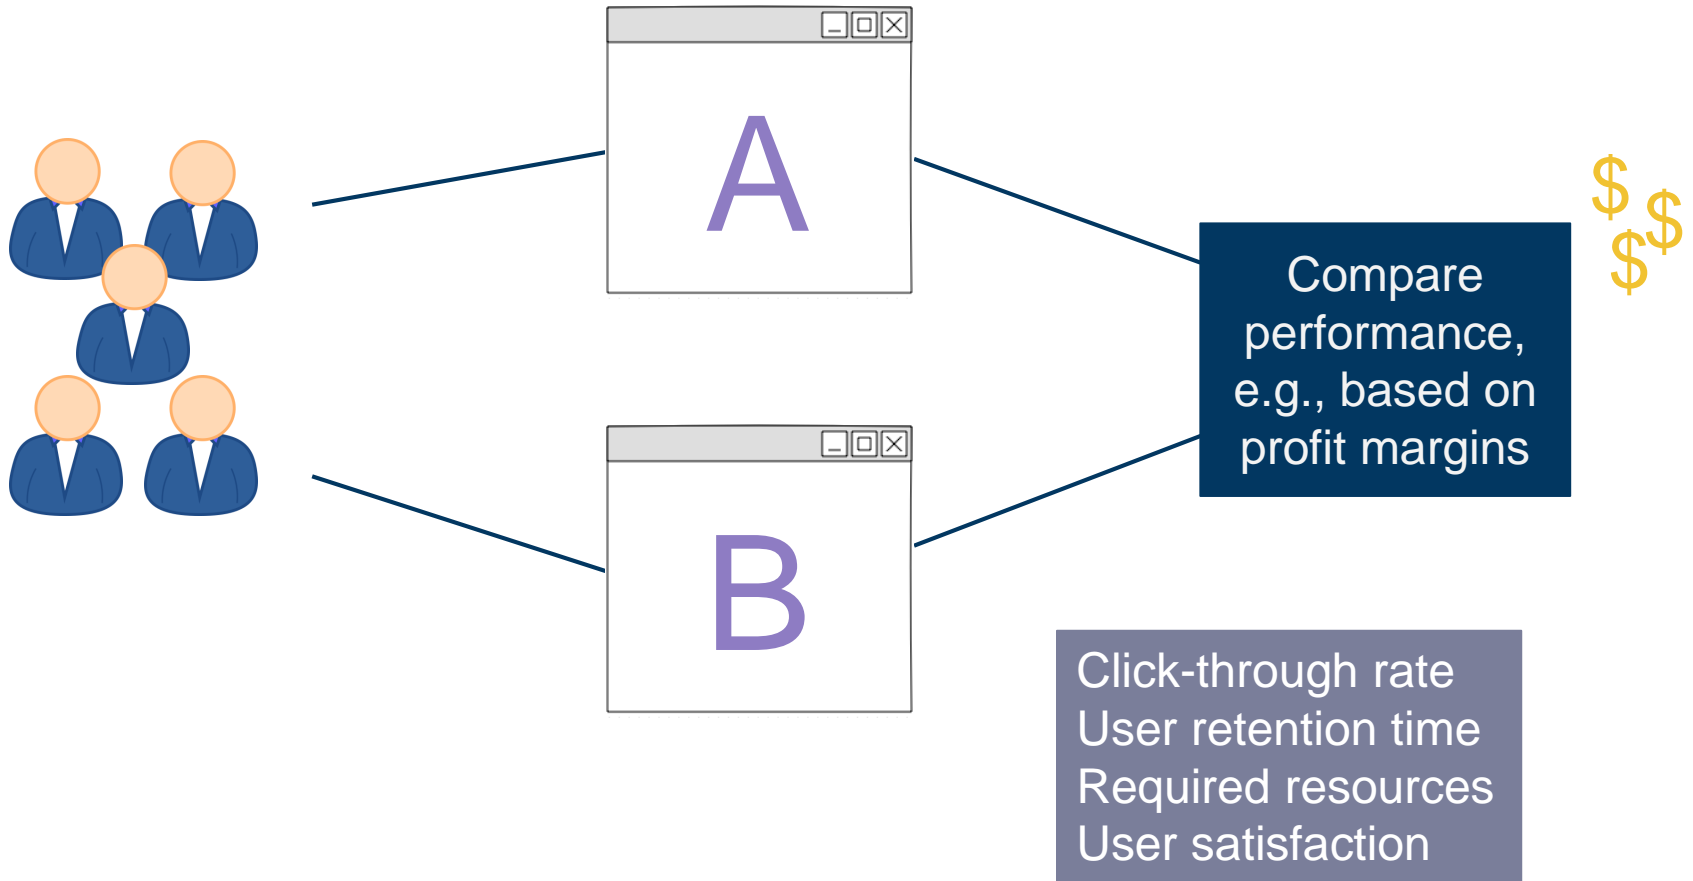 A
$
$
$
Compare
performance,
e.g., based on
profit margins
B
Click-through rate
User retention time
Required resources
User satisfaction